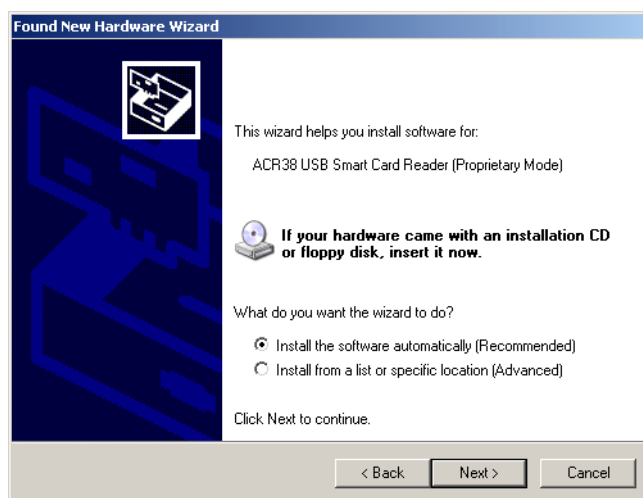 Found New Hardware Wizard
This wizard helps you install software for:
ACR38 USB Smart Card Reader (Proprietary Mode)
If your hardware came with an installation CD
or floppy disk, insert it now.
What do you want the wizard to do?
Install the software automatically (Recommended)
Install from a list or specific location (Advanced)
Click Next to continue.
< Back Next > Cancel